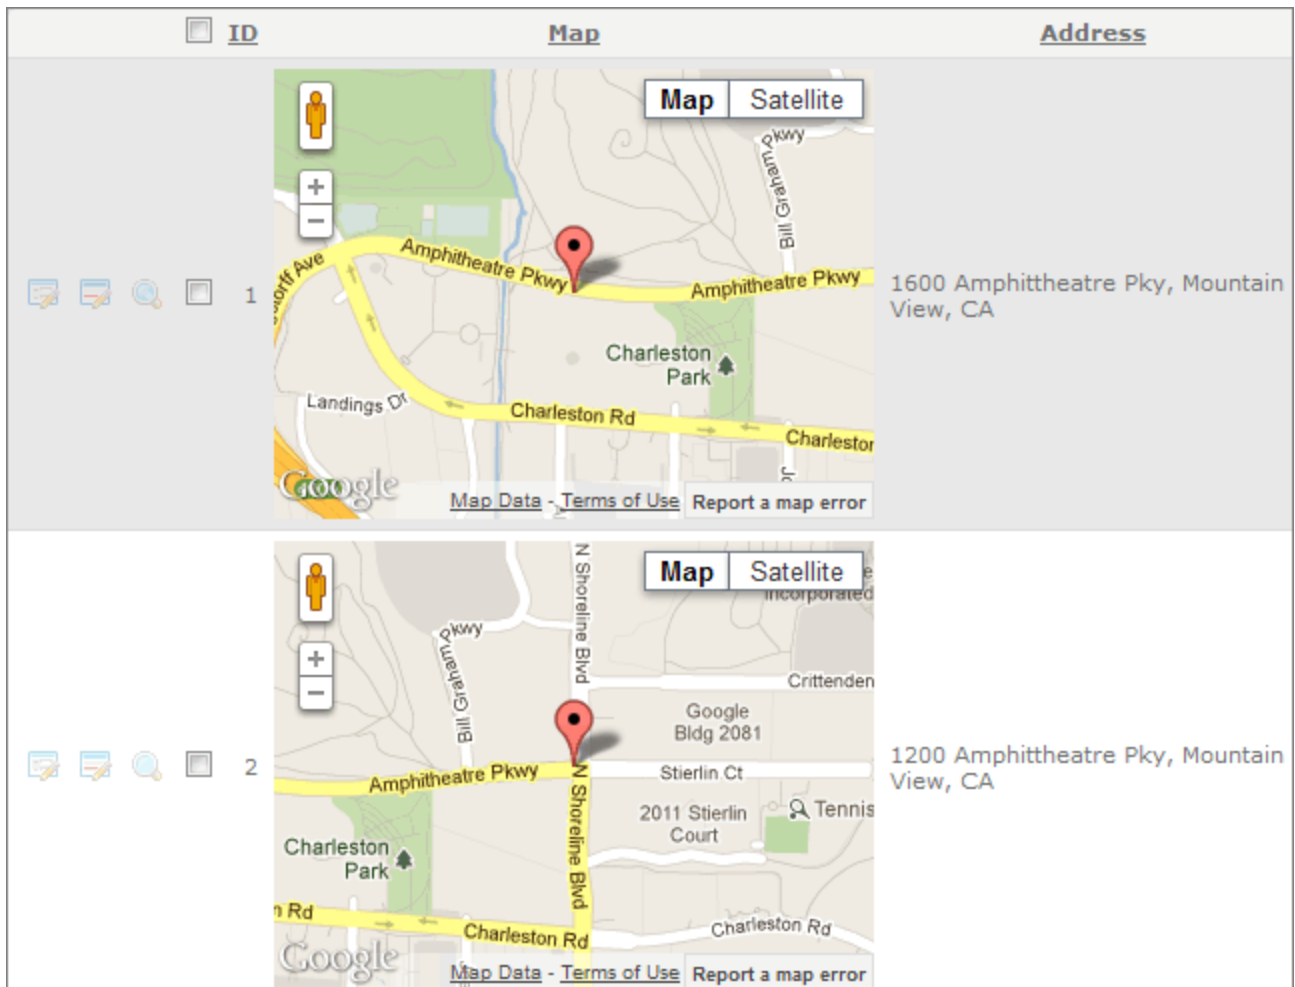 ID Map Address
Map Satellite
Pkwy
Bill Graham
Amphitheatre Pkwy
Amphitheatre Pkwy
Ave
1 1600 Amphittheatre Pky, Mountain
View, CA
Charleston
Park
Landings Dr
Charleston Rd
Charleston
Google
Map Data - Terms of Use Report a map error
N Shoreline Blvd
Map Satellite
Incorporated
Pkwy
Bill Graham
Crittenden
Google
Bldg 2081
2 1200 Amphittheatre Pky, Mountain
View, CA
Amphitheatre Pkwy
Stierlin Ct
N Shoreline Blvd
2011 Stierlin
Court
Tennis
Charleston
Park
n Rd
Charleston Rd
Charleston Rd
Google
Map Data - Terms of Use Report a map error